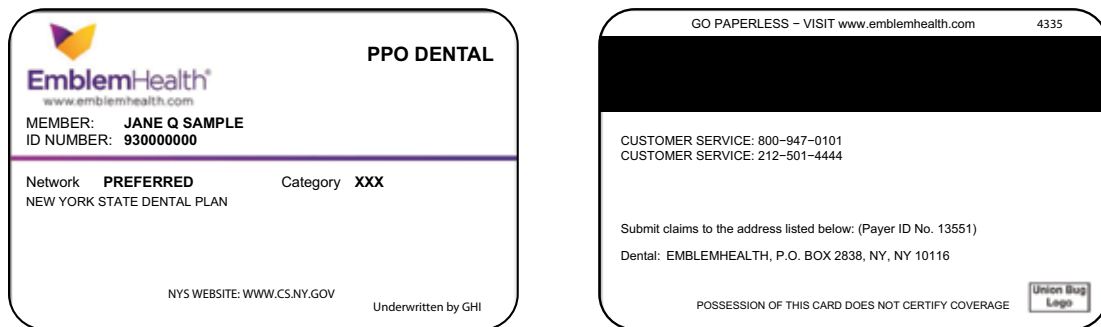 EmblemHealth®
www.emblemhealth.com
PPO DENTAL
MEMBER: JANE Q SAMPLE
ID NUMBER: 930000000
Network PREFERRED Category XXX
NEW YORK STATE DENTAL PLAN
NYS WEBSITE: WWW.CS.NY.GOV
Underwritten by GHI
GO PAPERLESS – VISIT www.emblemhealth.com 4335
CUSTOMER SERVICE: 800–947–0101
CUSTOMER SERVICE: 212–501–4444
Submit claims to the address listed below: (Payer ID No. 13551)
Dental: EMBLEMHEALTH, P.O. BOX 2838, NY, NY 10116
POSSESSION OF THIS CARD DOES NOT CERTIFY COVERAGE
Union Bug
Logo